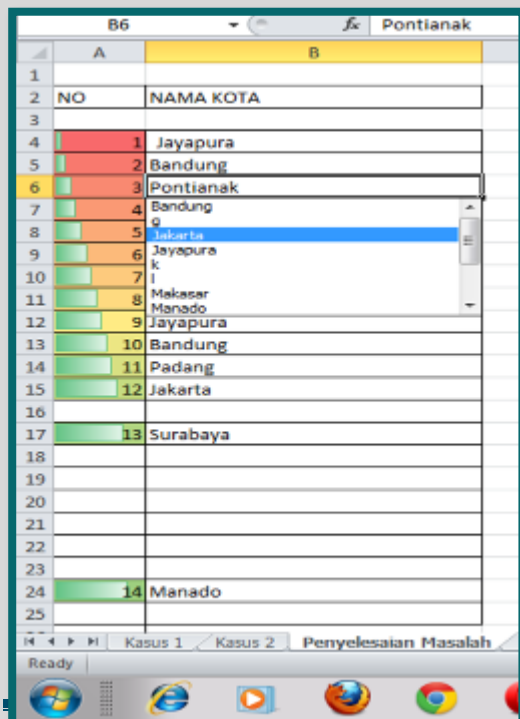 B6 fx Pontianak
A B
1
2 NO NAMA KOTA
3
4 1 Jayapura
5 2 Bandung
6 3 Pontianak
7 4 Bandung
8 5 g
Jakarta
9 6 Jayapura
10 7 k
l
11 8 Makasar
Manado
12 9 Jayapura
13 10 Bandung
14 11 Padang
15 12 Jakarta
16
17 13 Surabaya
18
19
20
21
22
23
24 14 Manado
25
Kasus 1 Kasus 2 Penyelesaian Masalah
Ready